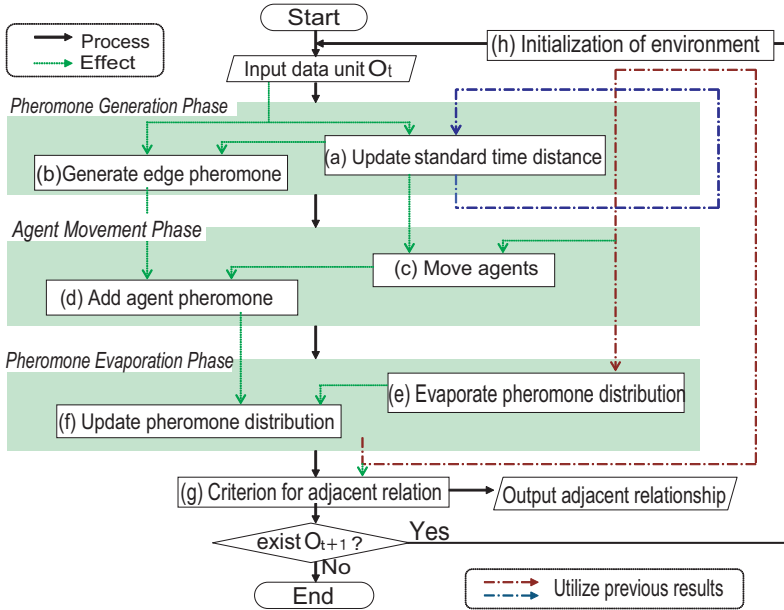 Start
Process
Effect
(h) Initialization of environment
Input data unit Ot
Pheromone Generation Phase
(a) Update standard time distance
(b)Generate edge pheromone
Agent Movement Phase
(c) Move agents
(d) Add agent pheromone
Pheromone Evaporation Phase
(e) Evaporate pheromone distribution
(f) Update pheromone distribution
(g) Criterion for adjacent relation
Output adjacent relationship
exist Ot+1 ?
Yes
No
End
Utilize previous results